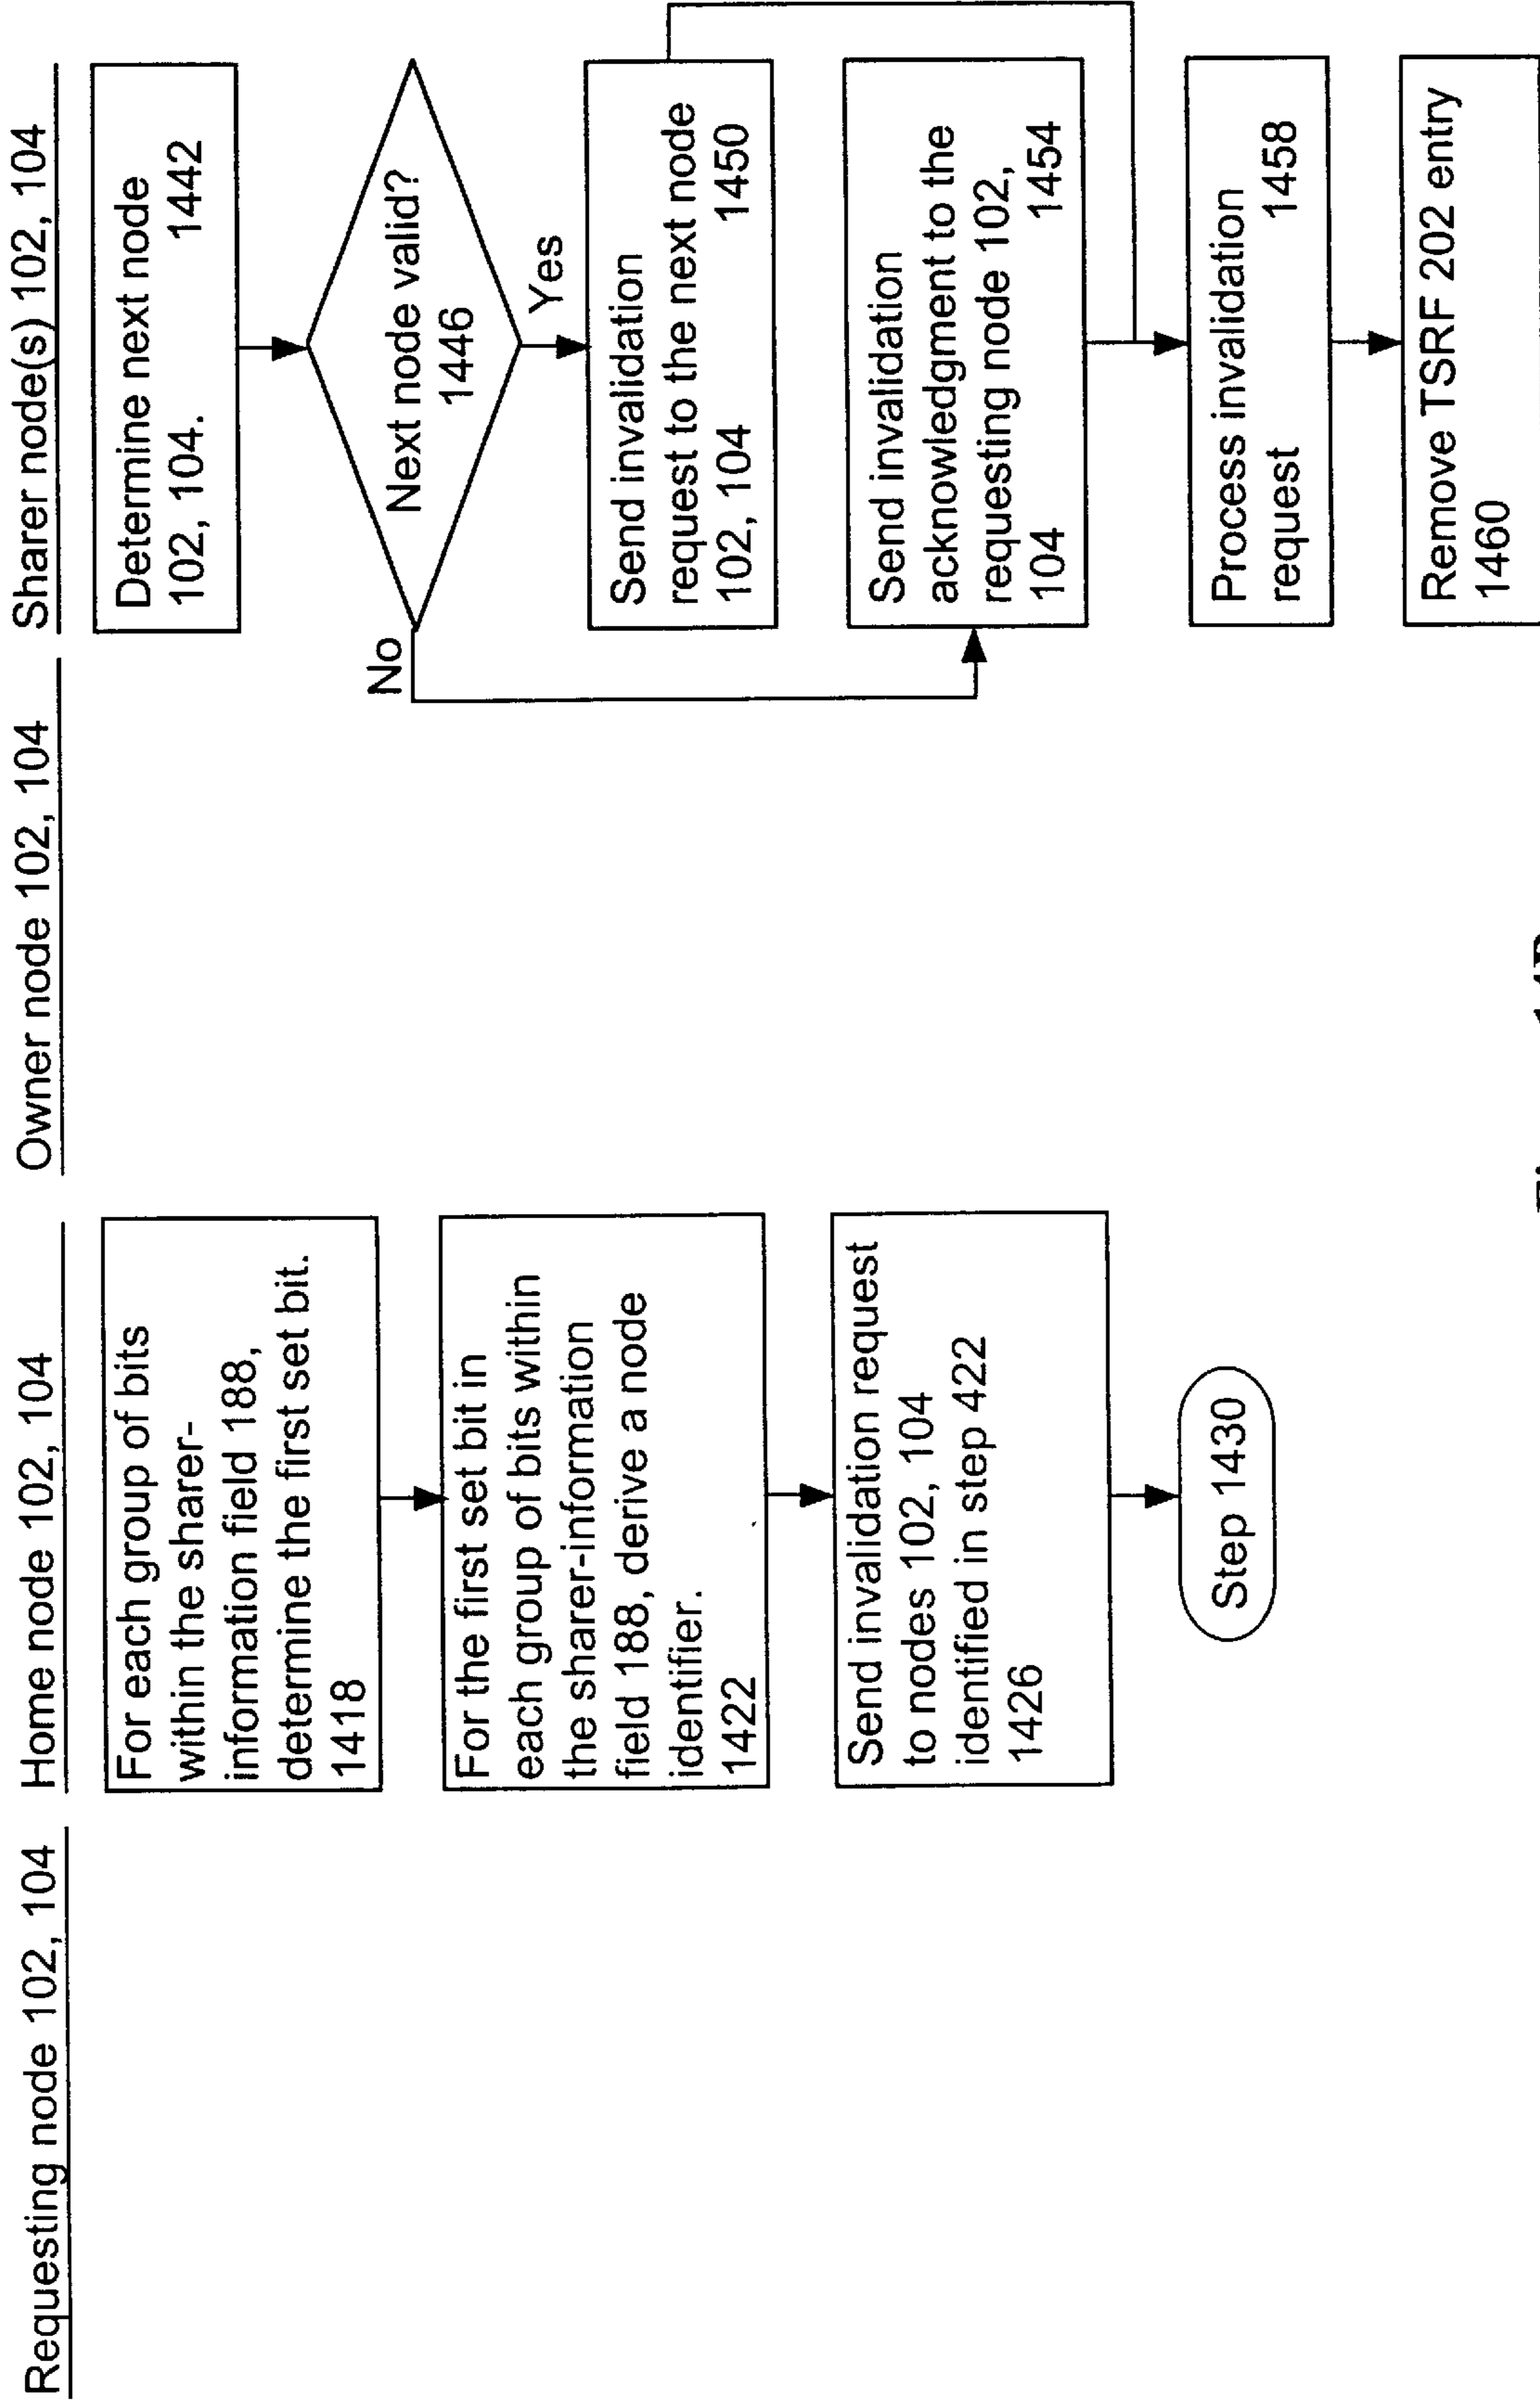 Requesting node 102, 104
Home node 102, 104
Owner node 102, 104
Sharer node(s) 102, 104
For each group of bits
within the sharer-
information field 188,
determine the first set bit.
1418
For the first set bit in
each group of bits within
the sharer-information
field 188, derive a node
identifier.
1422
Send invalidation request
to nodes 102, 104
identified in step 422
1426
Step 1430
Determine next node
102, 104. 1442
Next node valid?
1446
No
Yes
Send invalidation
request to the next node
102, 104 1450
Send invalidation
acknowledgment to the
requesting node 102,
104 1454
Process invalidation
request 1458
Remove TSRF 202 entry
1460